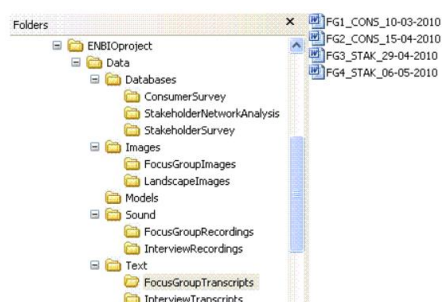 Folders
ENBIOproject
Data
Databases
ConsumerSurvey
StakeholderNetworkAnalysis
StakeholderSurvey
Images
FocusGroupImages
LandscapeImages
Models
Sound
FocusGroupRecordings
InterviewRecordings
Text
FocusGroupTranscripts
InterviewTranscripts
FG1_CONS_10-03-2010
FG2_CONS_15-04-2010
FG3_STAK_29-04-2010
FG4_STAK_06-05-2010